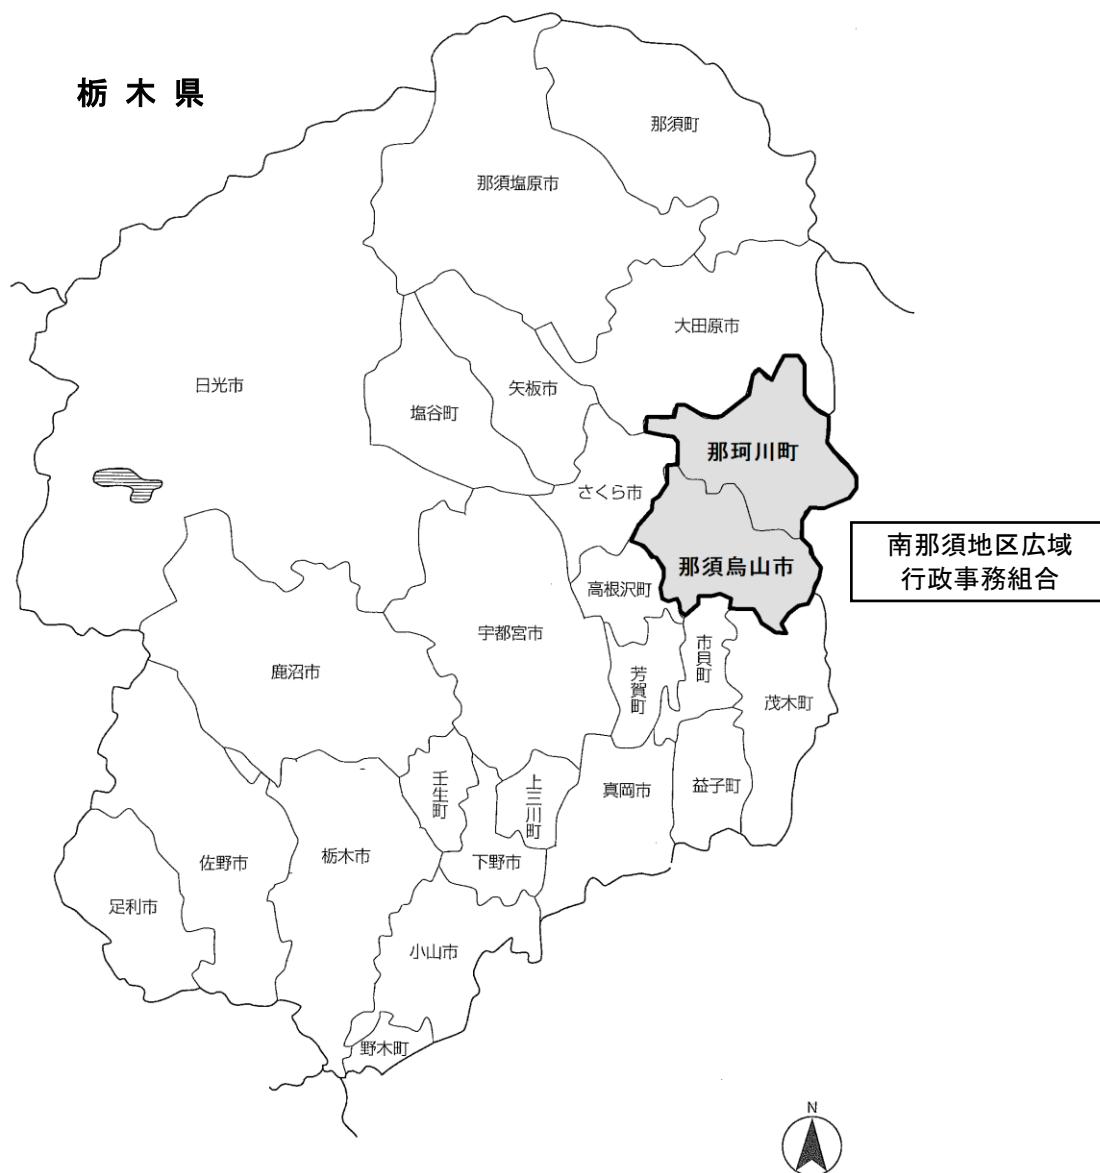 栃木県
那須町
那須塩原市
大田原市
日光市
矢板市
塩谷町
那珂川町
さくら市
南那須地区広域
行政事務組合
那須烏山市
高根沢町
宇都宮市
市貝町
鹿沼市
芳賀町
茂木町
壬生町
上三川町
真岡市
益子町
佐野市
栃木市
下野市
足利市
小山市
野木町
N